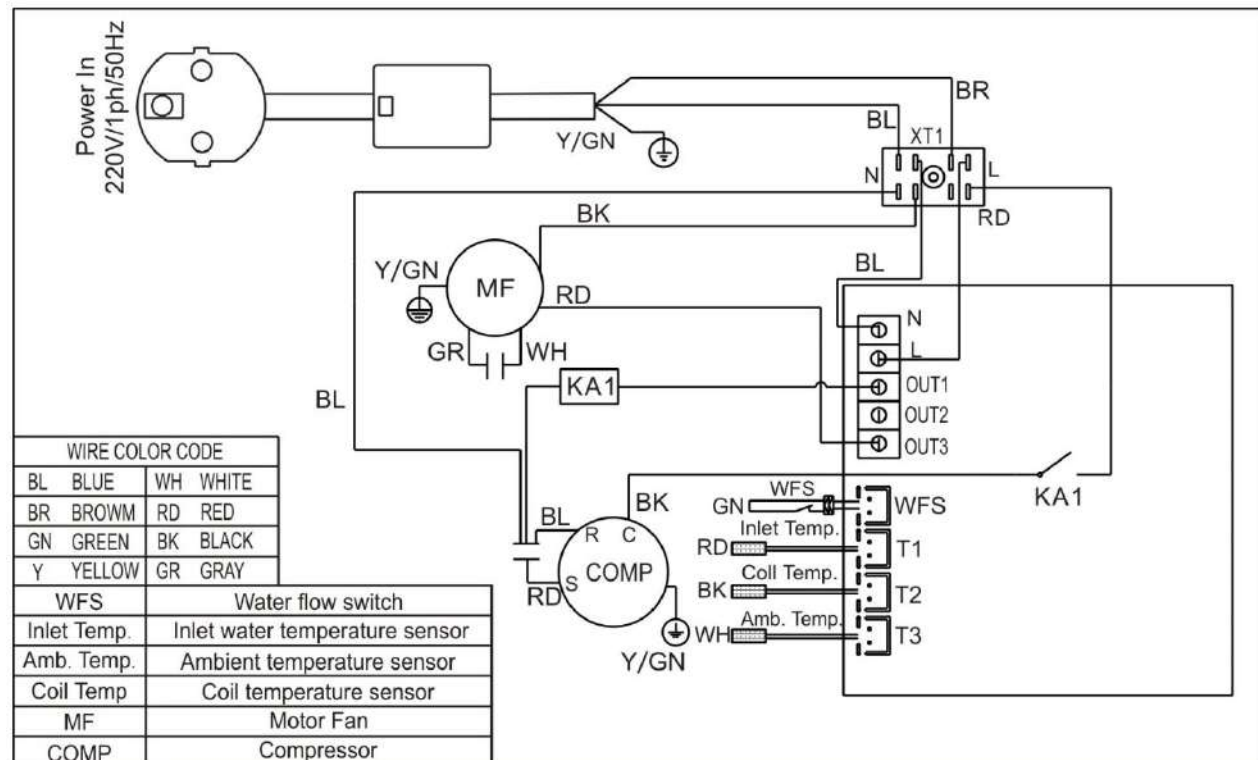 Power In
220V/1ph/50Hz
Y/GN
BL
BR
XT1
N
L
RD
BK
Y/GN
MF
RD
GR
WH
BL
N
L
OUT1
OUT2
OUT3
KA1
BL
KA1
BK
BL
R C
COMP
S
RD
Y/GN
WFS
GN
WFS
Inlet Temp.
RD
T1
Coll Temp.
BK
T2
Amb. Temp.
WH
T3
WIRE COLOR CODE
BL BLUE WH WHITE
BR BROWM RD RED
GN GREEN BK BLACK
Y YELLOW GR GRAY
WFS Water flow switch
Inlet Temp. Inlet water temperature sensor
Amb. Temp. Ambient temperature sensor
Coil Temp Coil temperature sensor
MF Motor Fan
COMP Compressor